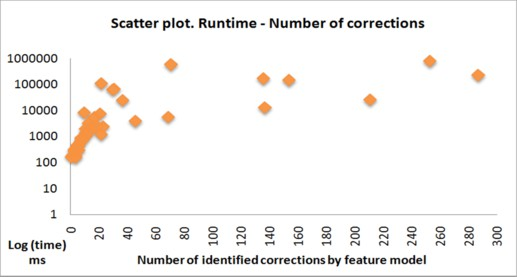 Scatter plot. Runtime - Number of corrections
1000000
100000
10000
1000
100
10
1
0 20 40 60 80 100 120 140 160 180 200 220 240 260 280 300
Log (time)
ms
Number of identified corrections by feature model